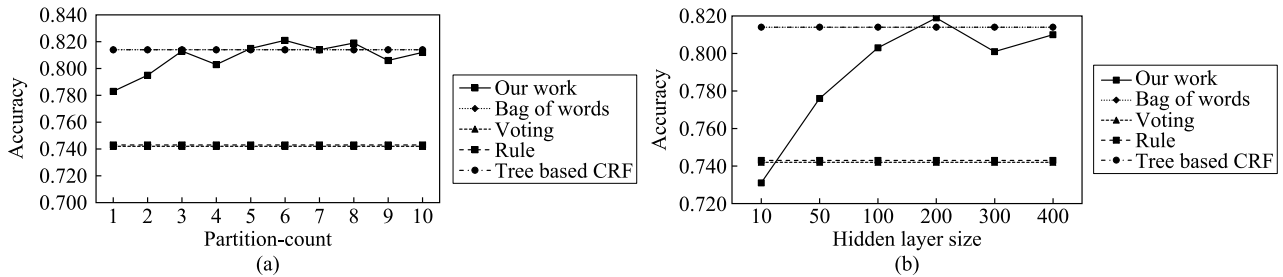 0.840
0.820
0.800
0.780
0.760
0.740
0.720
0.700
Accuracy
1 2 3 4 5 6 7 8 9 10
Partition-count
(a)
Our work
Bag of words
Voting
Rule
Tree based CRF
0.820
0.800
0.780
0.760
0.740
0.720
Accuracy
10 50 100 200 300 400
Hidden layer size
(b)
Our work
Bag of words
Voting
Rule
Tree based CRF